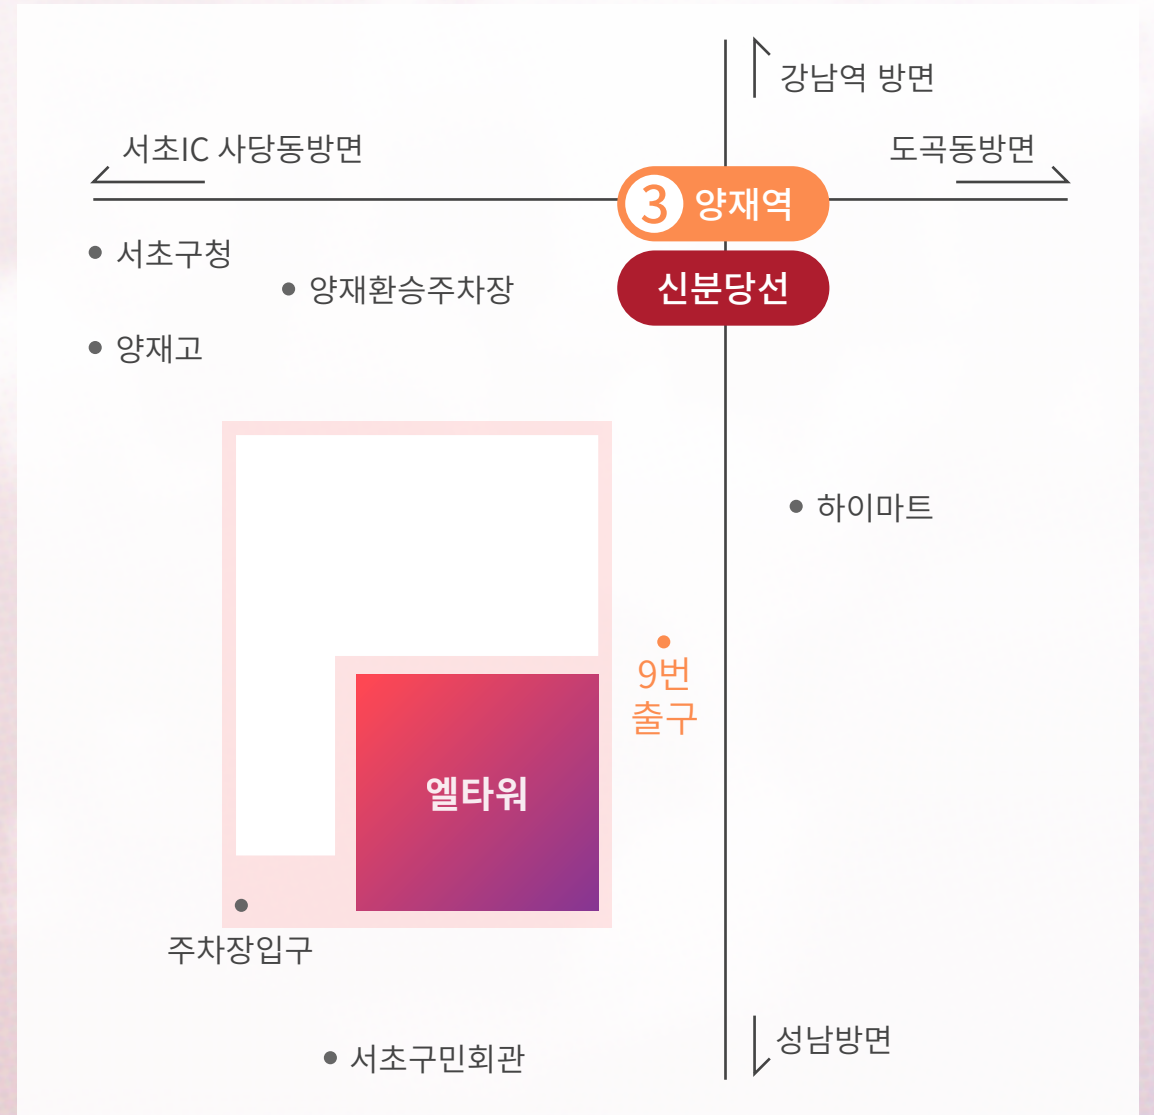 강남역 방면
서초IC 사당동방면
도곡동방면
3 양재역
신분당선
서초구청
양재환승주차장
양재고
하이마트
9번
출구
엘타워
주차장입구
성남방면
서초구민회관